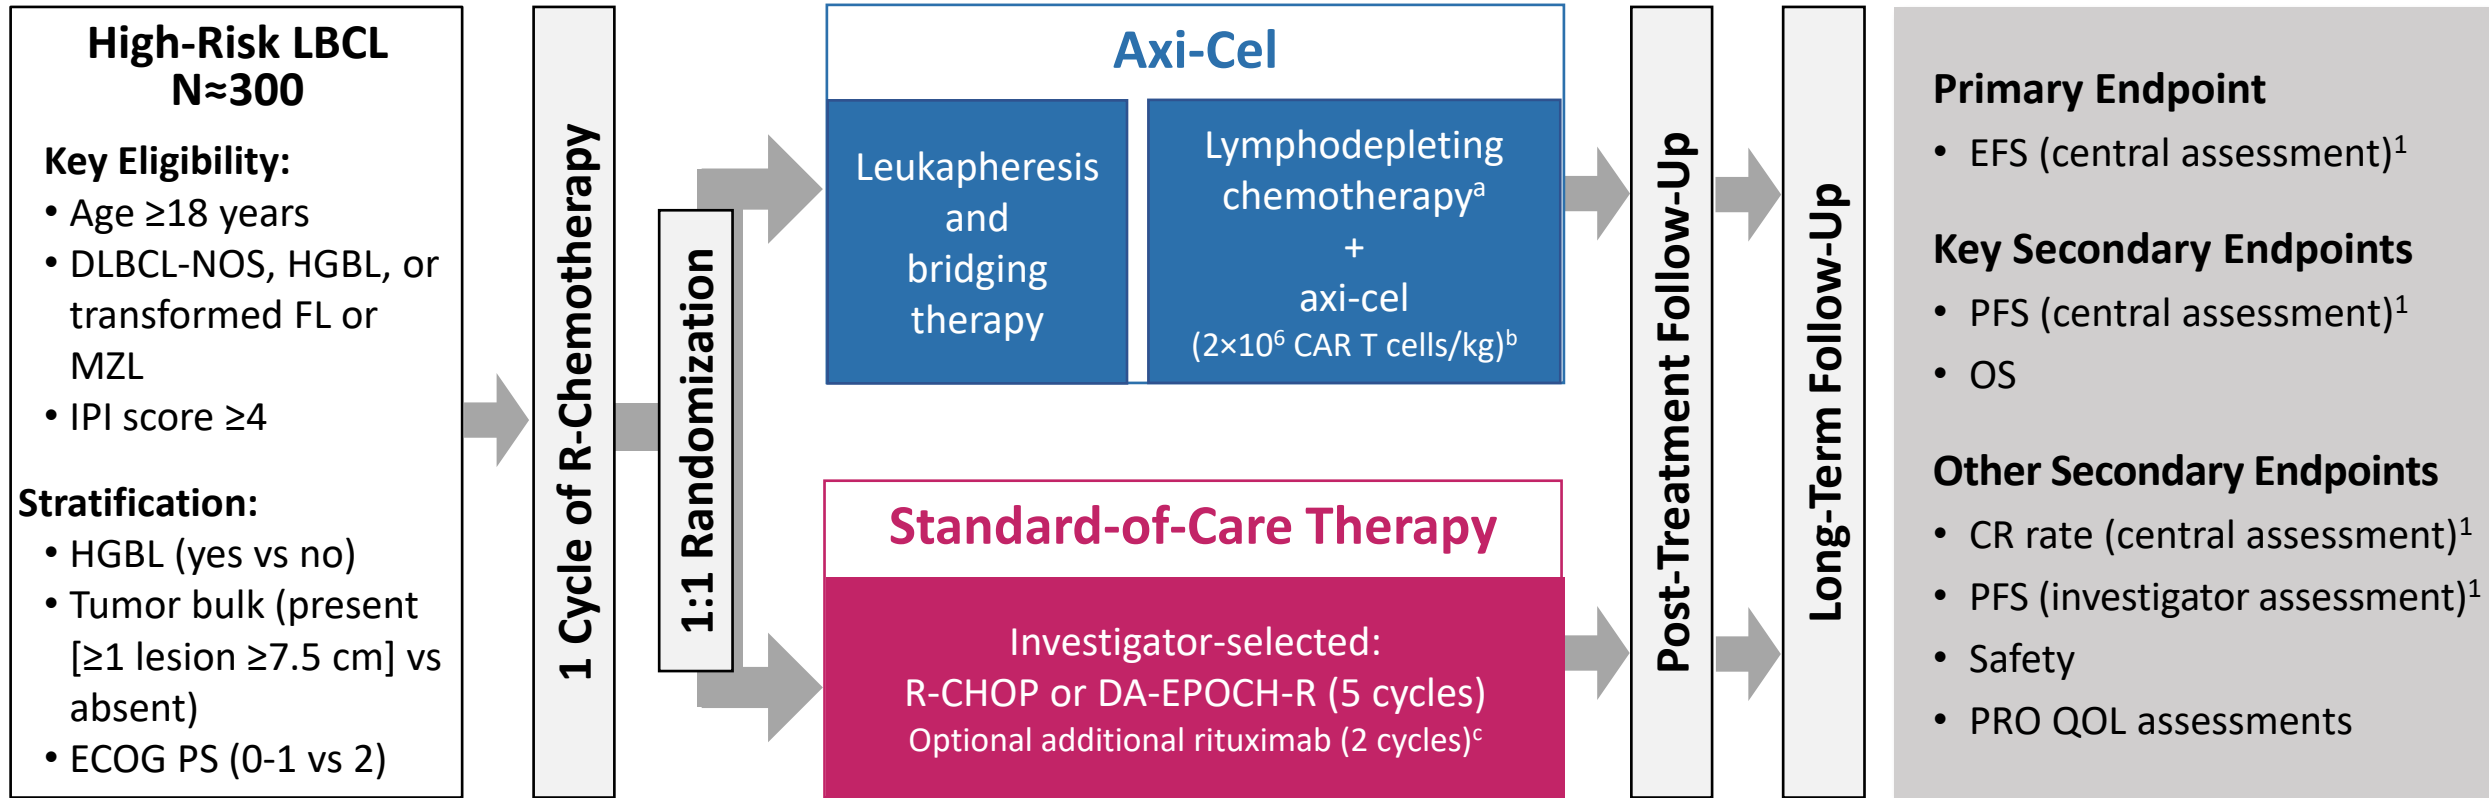 High-Risk LBCL
N≈300
Key Eligibility:
• Age ≥18 years
• DLBCL-NOS, HGBL, or
transformed FL or
MZL
• IPI score ≥4
Stratification:
• HGBL (yes vs no)
• Tumor bulk (present
[≥1 lesion ≥7.5 cm] vs
absent)
• ECOG PS (0-1 vs 2)
1 Cycle of R-Chemotherapy
1:1 Randomization
Axi-Cel
Leukapheresis
and
bridging
therapy
Lymphodepleting
chemotherapyᵃ
+
axi-cel
(2×10⁶ CAR T cells/kg)ᵇ
Standard-of-Care Therapy
Investigator-selected:
R-CHOP or DA-EPOCH-R (5 cycles)
Optional additional rituximab (2 cycles)ᶜ
Post-Treatment Follow-Up
Long-Term Follow-Up
Primary Endpoint
• EFS (central assessment)¹
Key Secondary Endpoints
• PFS (central assessment)¹
• OS
Other Secondary Endpoints
• CR rate (central assessment)¹
• PFS (investigator assessment)¹
• Safety
• PRO QOL assessments